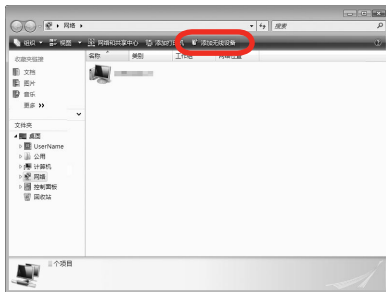 网络
搜索
组织 视图 网络和共享中心 添加打 添加无线设备
名称 类别 工作组 网络位置
收藏夹链接
文档
图片
音乐
更多 >>
文件夹
桌面
UserName
公用
计算机
网络
控制面板
回收站
个项目